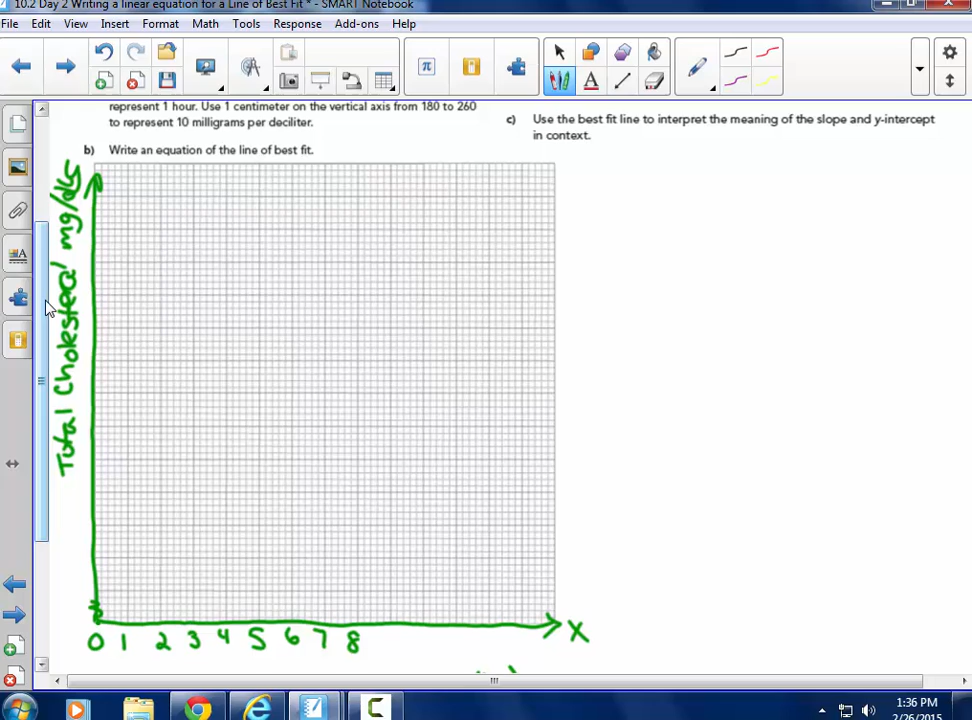 10.2 Day 2 Writing a linear equation for a Line of Best Fit * - SMART Notebook
File Edit View Insert Format Math Tools Response Add-ons Help
represent 1 hour. Use 1 centimeter on the vertical axis from 180 to 260
to represent 10 milligrams per deciliter.
b) Write an equation of the line of best fit.
c) Use the best fit line to interpret the meaning of the slope and y-intercept
in context.
Total Cholesterol mg/dls
0 1 2 3 4 5 6 7 8 X
1:36 PM
2/26/2015